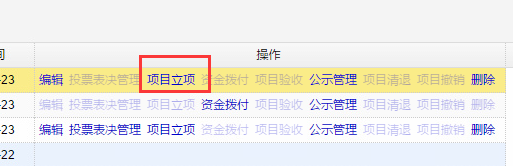 间 操作
-23 编辑 投票表决管理 项目立项 资金拨付 项目验收 公示管理 项目清退 项目撤销 删除
-23 编辑 投票表决管理 项目立项 资金拨付 项目验收 公示管理 项目清退 项目撤销 删除
-23 编辑 投票表决管理 项目立项 资金拨付 项目验收 公示管理 项目清退 项目撤销 删除
-22